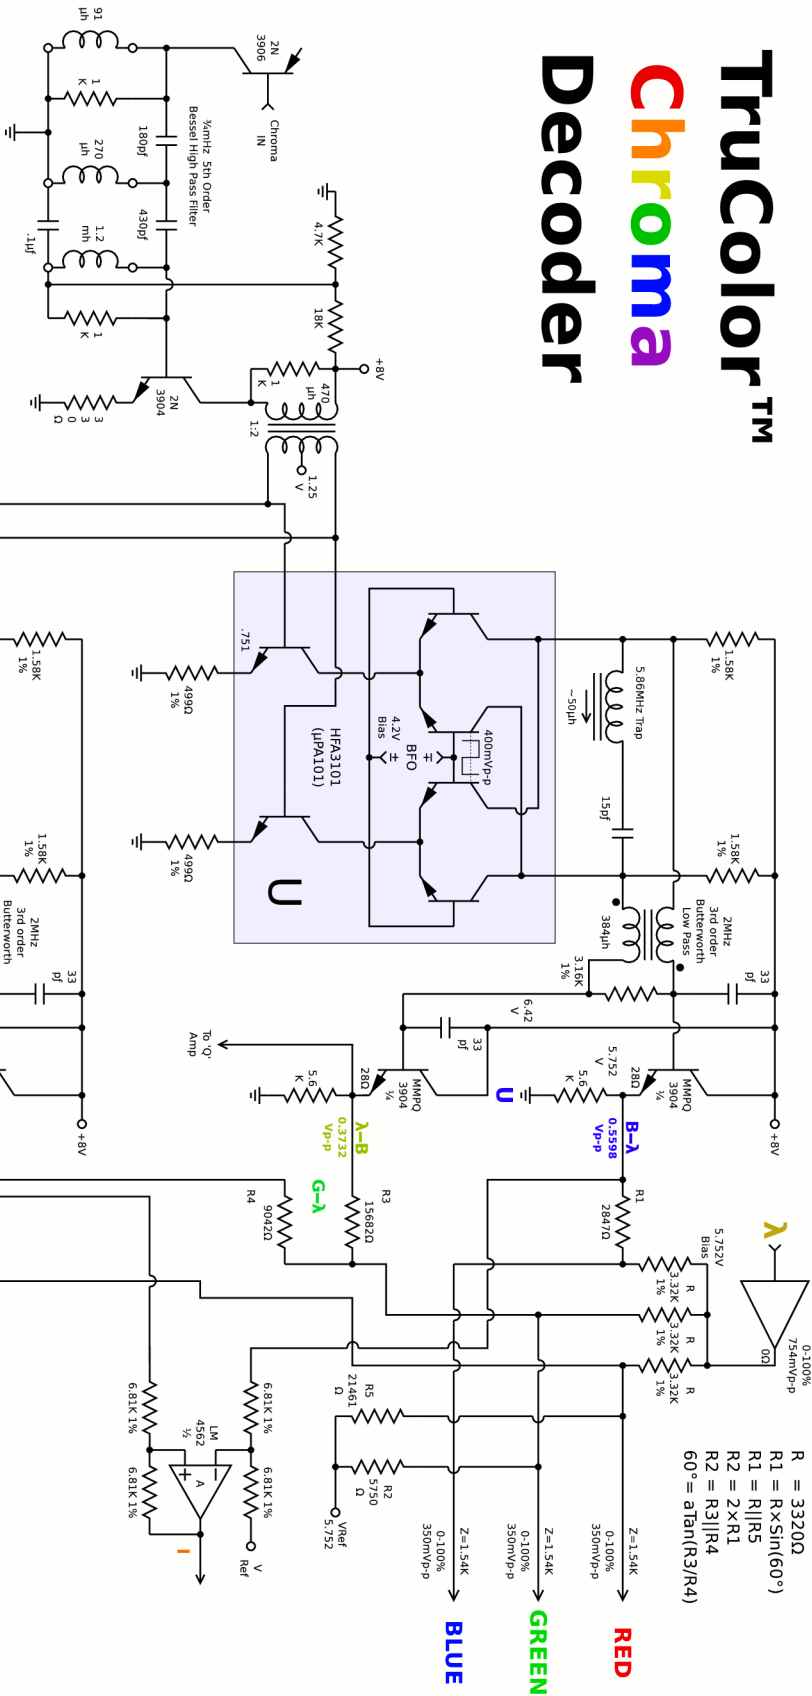 TruColor™
Chroma
Decoder
91
µh
2N
3906
Chroma
IN
1
K
180pf
¾mHz 5th Order
Bessel High Pass Filter
270
µh
430pf
.1µf
1.2
mh
1
K
4.7K
18K
+8V
2N
3904
3
3
0
Ω
1
K
470
µh
1:2
1.25
V
1.58K
1%
5.86MHz Trap
~50µh
15pf
1.58K
1%
.751
499Ω
1%
HFA3101
(µPA101)
4.2V
Bias
BFO
±
∓
400mVp-p
499Ω
1%
U
1.58K
1%
1.58K
1%
2MHz
3rd order
Butterworth
33
pf
+8V
384µh
2MHz
3rd order
Butterworth
Low Pass
33
pf
3.16K
1%
6.42
V
33
pf
5.752
V
28Ω
MMPQ
3904
¼
5.6
K
+8V
To 'Q'
Amp
28Ω
MMPQ
3904
¼
5.6
K
U
B–λ
0.5598
Vp-p
λ–B
0.3732
Vp-p
G–λ
R4
9042Ω
R3
15682Ω
R1
2847Ω
λ
5.752V
Bias
R
3.32K
1%
R
3.32K
1%
R
3.32K
1%
0-100%
754mVp-p
0Ω
R5
21461
Ω
R2
5750
Ω
VRef
5.752
6.81K 1%
6.81K 1%
LM
4562
½
A
+
–
6.81K 1%
6.81K 1%
V
Ref
I
R = 3320Ω
R1 = R×Sin(60°)
R1 = R||R5
R2 = 2×R1
R2 = R3||R4
60°= aTan(R3/R4)
Z=1.54K
0-100%
350mVp-p
RED
Z=1.54K
0-100%
350mVp-p
GREEN
Z=1.54K
0-100%
350mVp-p
BLUE